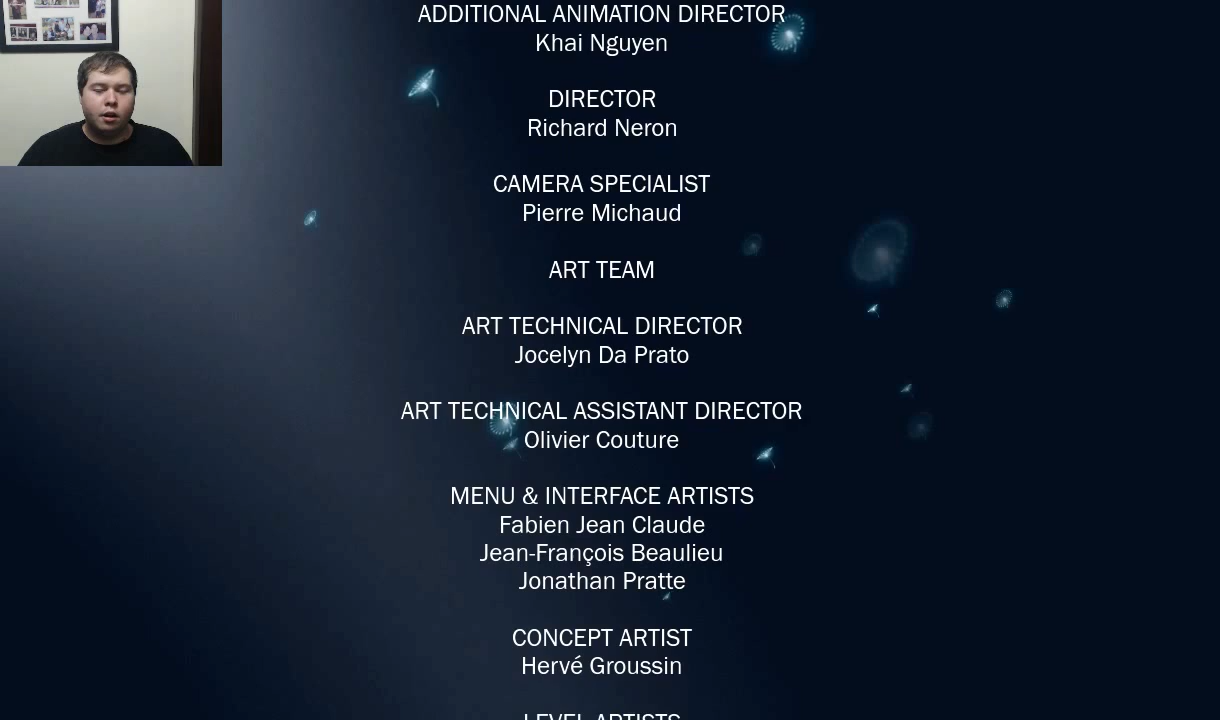 ADDITIONAL ANIMATION DIRECTOR
Khai Nguyen
DIRECTOR
Richard Neron
CAMERA SPECIALIST
Pierre Michaud
ART TEAM
ART TECHNICAL DIRECTOR
Jocelyn Da Prato
ART TECHNICAL ASSISTANT DIRECTOR
Olivier Couture
MENU & INTERFACE ARTISTS
Fabien Jean Claude
Jean-François Beaulieu
Jonathan Pratte
CONCEPT ARTIST
Hervé Groussin
LEVEL ARTISTS